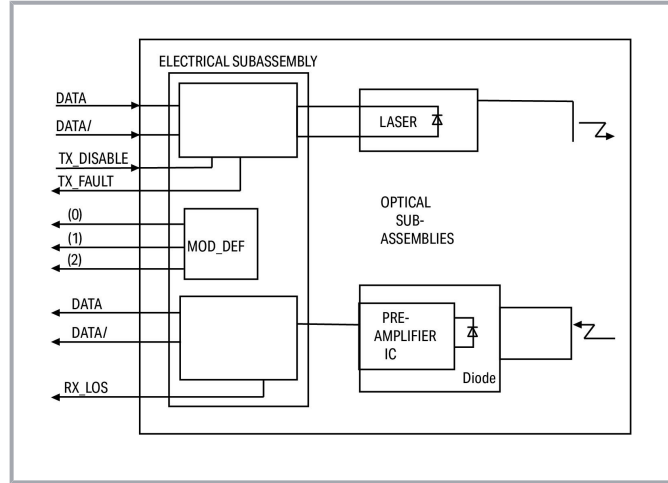 ELECTRICAL SUBASSEMBLY
DATA
DATA/
TX_DISABLE
TX_FAULT
LASER
(0)
(1)
(2)
MOD_DEF
OPTICAL
SUB-
ASSEMBLIES
DATA
DATA/
RX_LOS
PRE-
AMPLIFIER
IC
Diode